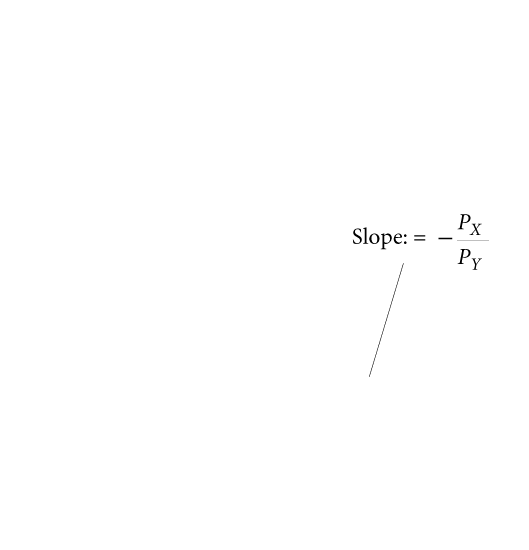 Slope: = − P_X / P_Y